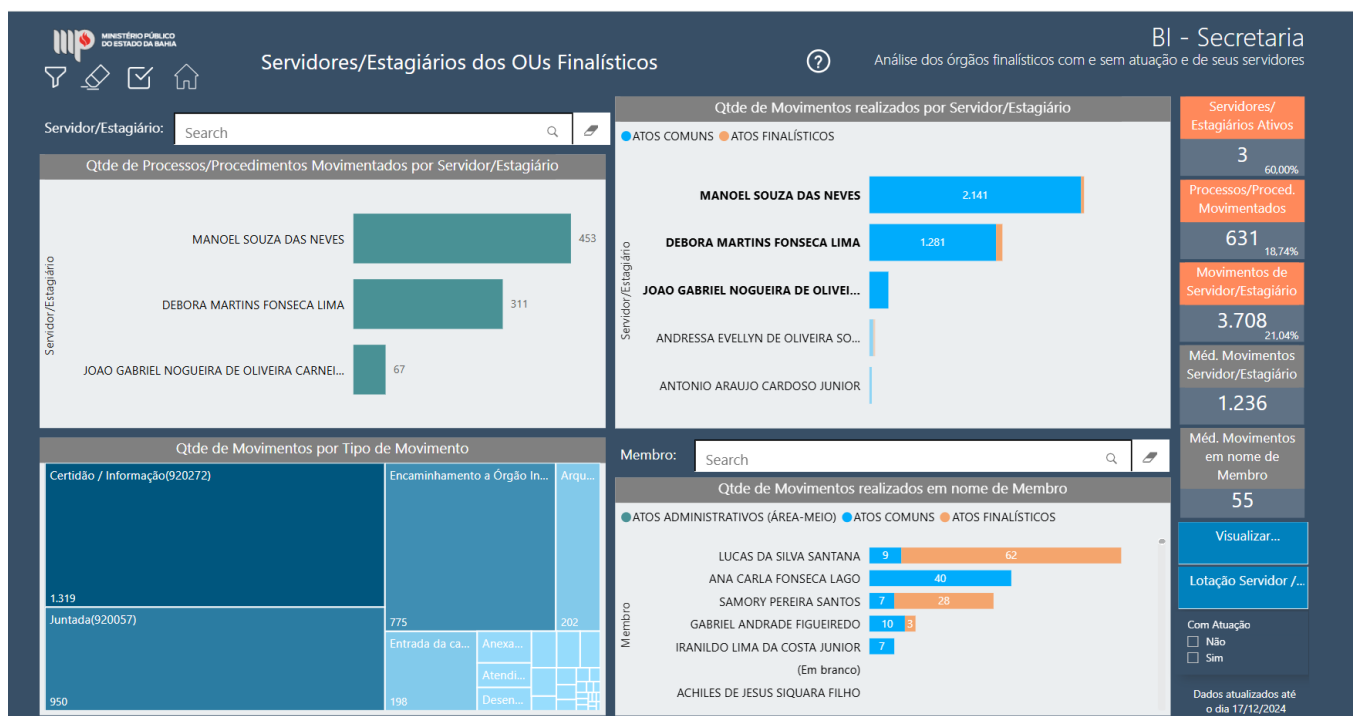 MINISTÉRIO PÚBLICO
DO ESTADO DA BAHIA
Servidores/Estagiários dos OUs Finalísticos
?
BI - Secretaria
Análise dos órgãos finalísticos com e sem atuação e de seus servidores
Servidor/Estagiário:
Search
Qtde de Processos/Procedimentos Movimentados por Servidor/Estagiário
Servidor/Estagiário
MANOEL SOUZA DAS NEVES
453
DEBORA MARTINS FONSECA LIMA
311
JOAO GABRIEL NOGUEIRA DE OLIVEIRA CARNEI...
67
Qtde de Movimentos realizados por Servidor/Estagiário
ATOS COMUNS ATOS FINALÍSTICOS
Servidor/Estagiário
MANOEL SOUZA DAS NEVES
2.141
DEBORA MARTINS FONSECA LIMA
1.281
JOAO GABRIEL NOGUEIRA DE OLIVEI...
ANDRESSA EVELLYN DE OLIVEIRA SO...
ANTONIO ARAUJO CARDOSO JUNIOR
Servidores/
Estagiários Ativos
3
60,00%
Processos/Proced.
Movimentados
631
18,74%
Movimentos de
Servidor/Estagiário
3.708
21,04%
Méd. Movimentos
Servidor/Estagiário
1.236
Méd. Movimentos
em nome de
Membro
55
Visualizar...
Lotação Servidor /...
Com Atuação
Não
Sim
Dados atualizados até
o dia 17/12/2024
Qtde de Movimentos por Tipo de Movimento
Certidão / Informação(920272)
1.319
Juntada(920057)
950
Encaminhamento a Órgão In...
775
Arqu...
202
Entrada da ca...
198
Anexa...
Atendi...
Desen...
Membro:
Search
Qtde de Movimentos realizados em nome de Membro
ATOS ADMINISTRATIVOS (ÁREA-MEIO) ATOS COMUNS ATOS FINALÍSTICOS
Membro
LUCAS DA SILVA SANTANA
9 62
ANA CARLA FONSECA LAGO
40
SAMORY PEREIRA SANTOS
7 28
GABRIEL ANDRADE FIGUEIREDO
10 3
IRANILDO LIMA DA COSTA JUNIOR
7
(Em branco)
ACHILES DE JESUS SIQUARA FILHO